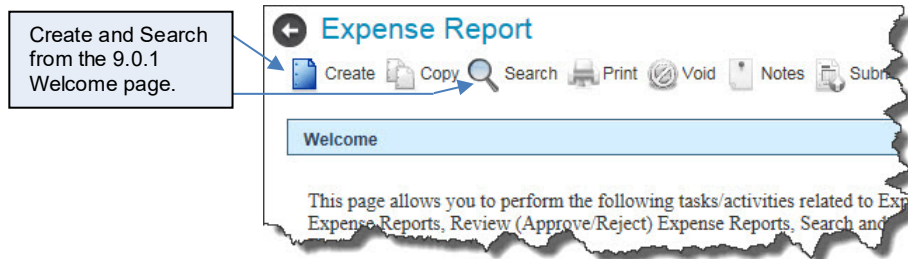 Create and Search
from the 9.0.1
Welcome page.
Expense Report
Create Copy Search Print Void Notes
Welcome
This page allows you to perform the following tasks/activities related to
Expense Reports, Review (Approve/Reject) Expense Reports, Search and